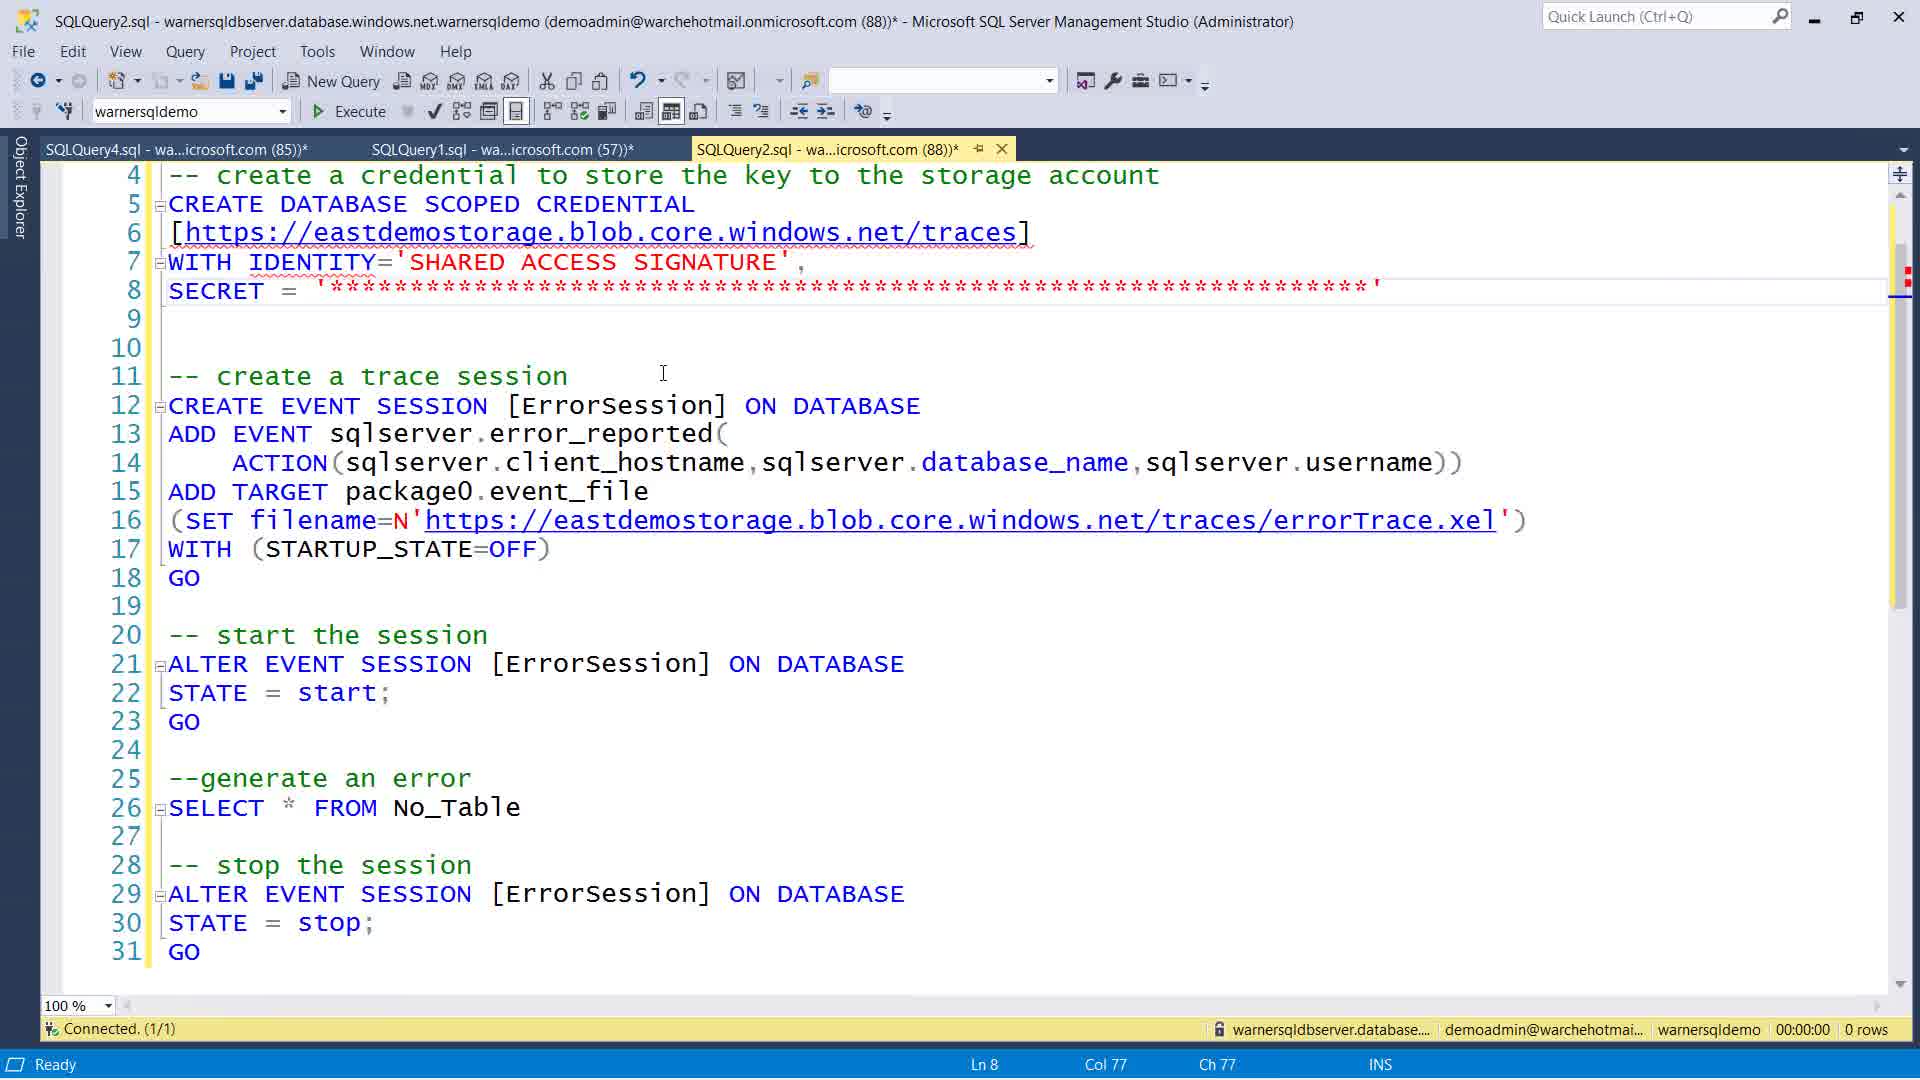 SQLQuery2.sql - warnersqldbserver.database.windows.net.warnersqldemo (demoadmin@warchehotmail.onmicrosoft.com (88))* - Microsoft SQL Server Management Studio (Administrator)
Quick Launch (Ctrl+Q)
File Edit View Query Project Tools Window Help
New Query
warnersqldemo Execute
Object Explorer
SQLQuery4.sql - wa...icrosoft.com (85))* SQLQuery1.sql - wa...icrosoft.com (57))* SQLQuery2.sql - wa...icrosoft.com (88))*
4 -- create a credential to store the key to the storage account
5 CREATE DATABASE SCOPED CREDENTIAL
6 [https://eastdemostorage.blob.core.windows.net/traces]
7 WITH IDENTITY='SHARED ACCESS SIGNATURE',
8 SECRET = '*****************************************************************'
9
10
11 -- create a trace session
12 CREATE EVENT SESSION [ErrorSession] ON DATABASE
13 ADD EVENT sqlserver.error_reported(
14 ACTION(sqlserver.client_hostname,sqlserver.database_name,sqlserver.username))
15 ADD TARGET package0.event_file
16 (SET filename=N'https://eastdemostorage.blob.core.windows.net/traces/errorTrace.xel')
17 WITH (STARTUP_STATE=OFF)
18 GO
19
20 -- start the session
21 ALTER EVENT SESSION [ErrorSession] ON DATABASE
22 STATE = start;
23 GO
24
25 --generate an error
26 SELECT * FROM No_Table
27
28 -- stop the session
29 ALTER EVENT SESSION [ErrorSession] ON DATABASE
30 STATE = stop;
31 GO
100 %
Connected. (1/1) warnersqldbserver.database.... demoadmin@warchehotmai... warnersqldemo 00:00:00 0 rows
Ready Ln 8 Col 77 Ch 77 INS